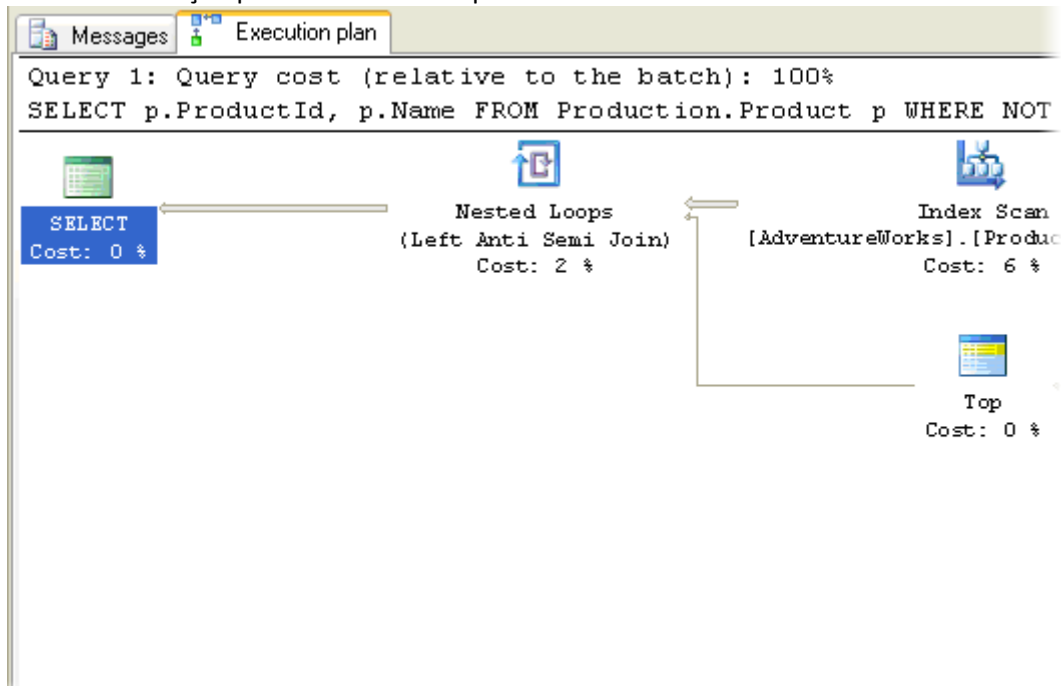 Messages Execution plan
Query 1: Query cost (relative to the batch): 100%
SELECT p.ProductId, p.Name FROM Production.Product p WHERE NOT
SELECT
Cost: 0 %
Nested Loops
(Left Anti Semi Join)
Cost: 2 %
Index Scan
[AdventureWorks].[Produc
Cost: 6 %
Top
Cost: 0 %